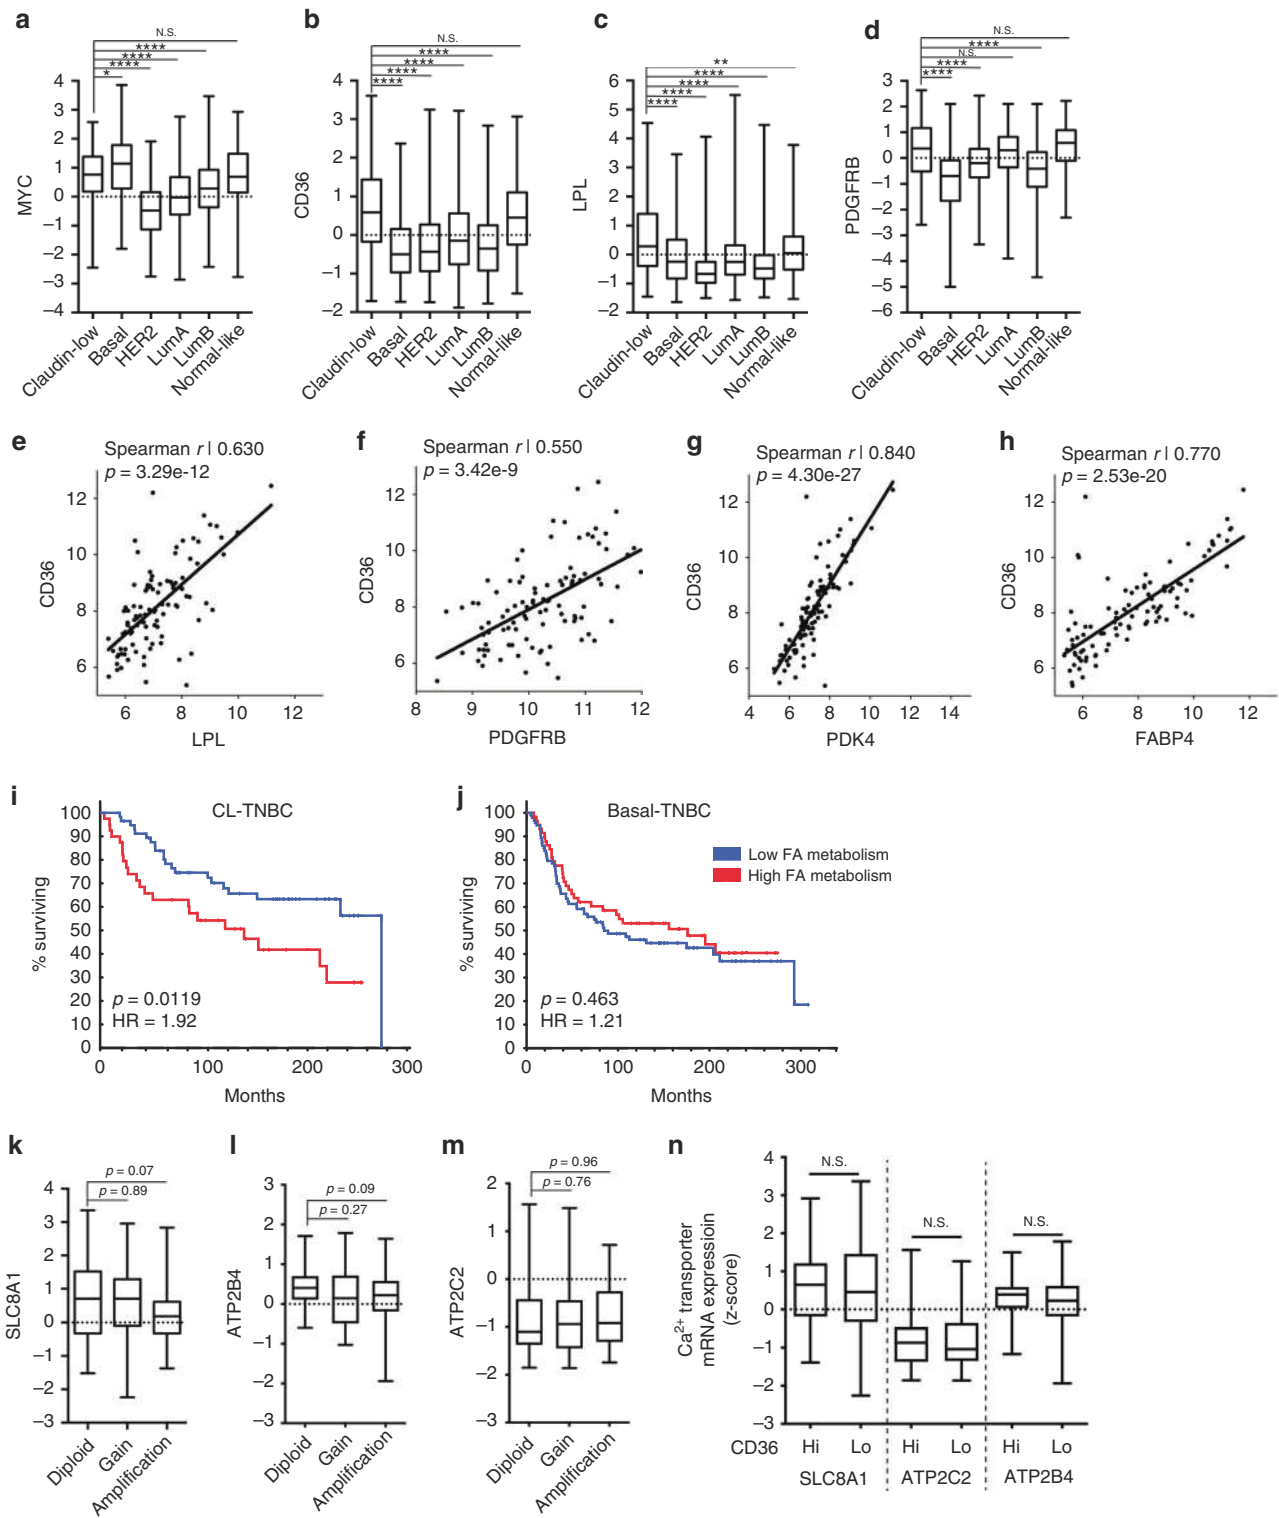 a
N.S.
****
****
****
*
MYC
4
3
2
1
0
–1
–2
–3
–4
Claudin-low
Basal
HER2
LumA
LumB
Normal-like
b
N.S.
****
****
****
****
CD36
4
3
2
1
0
–1
–2
Claudin-low
Basal
HER2
LumA
LumB
Normal-like
c
**
****
****
****
****
LPL
6
5
4
3
2
1
0
–1
–2
Claudin-low
Basal
HER2
LumA
LumB
Normal-like
d
N.S.
****
N.S.
****
****
PDGFRB
3
2
1
0
–1
–2
–3
–4
–5
–6
Claudin-low
Basal
HER2
LumA
LumB
Normal-like
e
Spearman r | 0.630
p = 3.29e-12
CD36
12
10
8
6
6 8 10 12
LPL
f
Spearman r | 0.550
p = 3.42e-9
CD36
12
10
8
6
8 9 10 11 12
PDGFRB
g
Spearman r | 0.840
p = 4.30e-27
CD36
12
10
8
6
4 6 8 10 12 14
PDK4
h
Spearman r | 0.770
p = 2.53e-20
CD36
12
10
8
6
6 8 10 12
FABP4
i
CL-TNBC
% surviving
100
90
80
70
60
50
40
30
20
10
0
p = 0.0119
HR = 1.92
0 100 200 300
Months
j
Basal-TNBC
Low FA metabolism
High FA metabolism
% surviving
100
90
80
70
60
50
40
30
20
10
0
p = 0.463
HR = 1.21
0 100 200 300
Months
k
p = 0.07
p = 0.89
SLC8A1
4
3
2
1
0
–1
–2
–3
Diploid
Gain
Amplification
l
p = 0.09
p = 0.27
ATP2B4
3
2
1
0
–1
–2
–3
Diploid
Gain
Amplification
m
p = 0.96
p = 0.76
ATP2C2
2
1
0
–1
–2
–3
Diploid
Gain
Amplification
n
N.S.
N.S.
N.S.
Ca2+ transporter
mRNA expressioin
(z-score)
4
3
2
1
0
–1
–2
–3
CD36 Hi Lo Hi Lo Hi Lo
SLC8A1 ATP2C2 ATP2B4